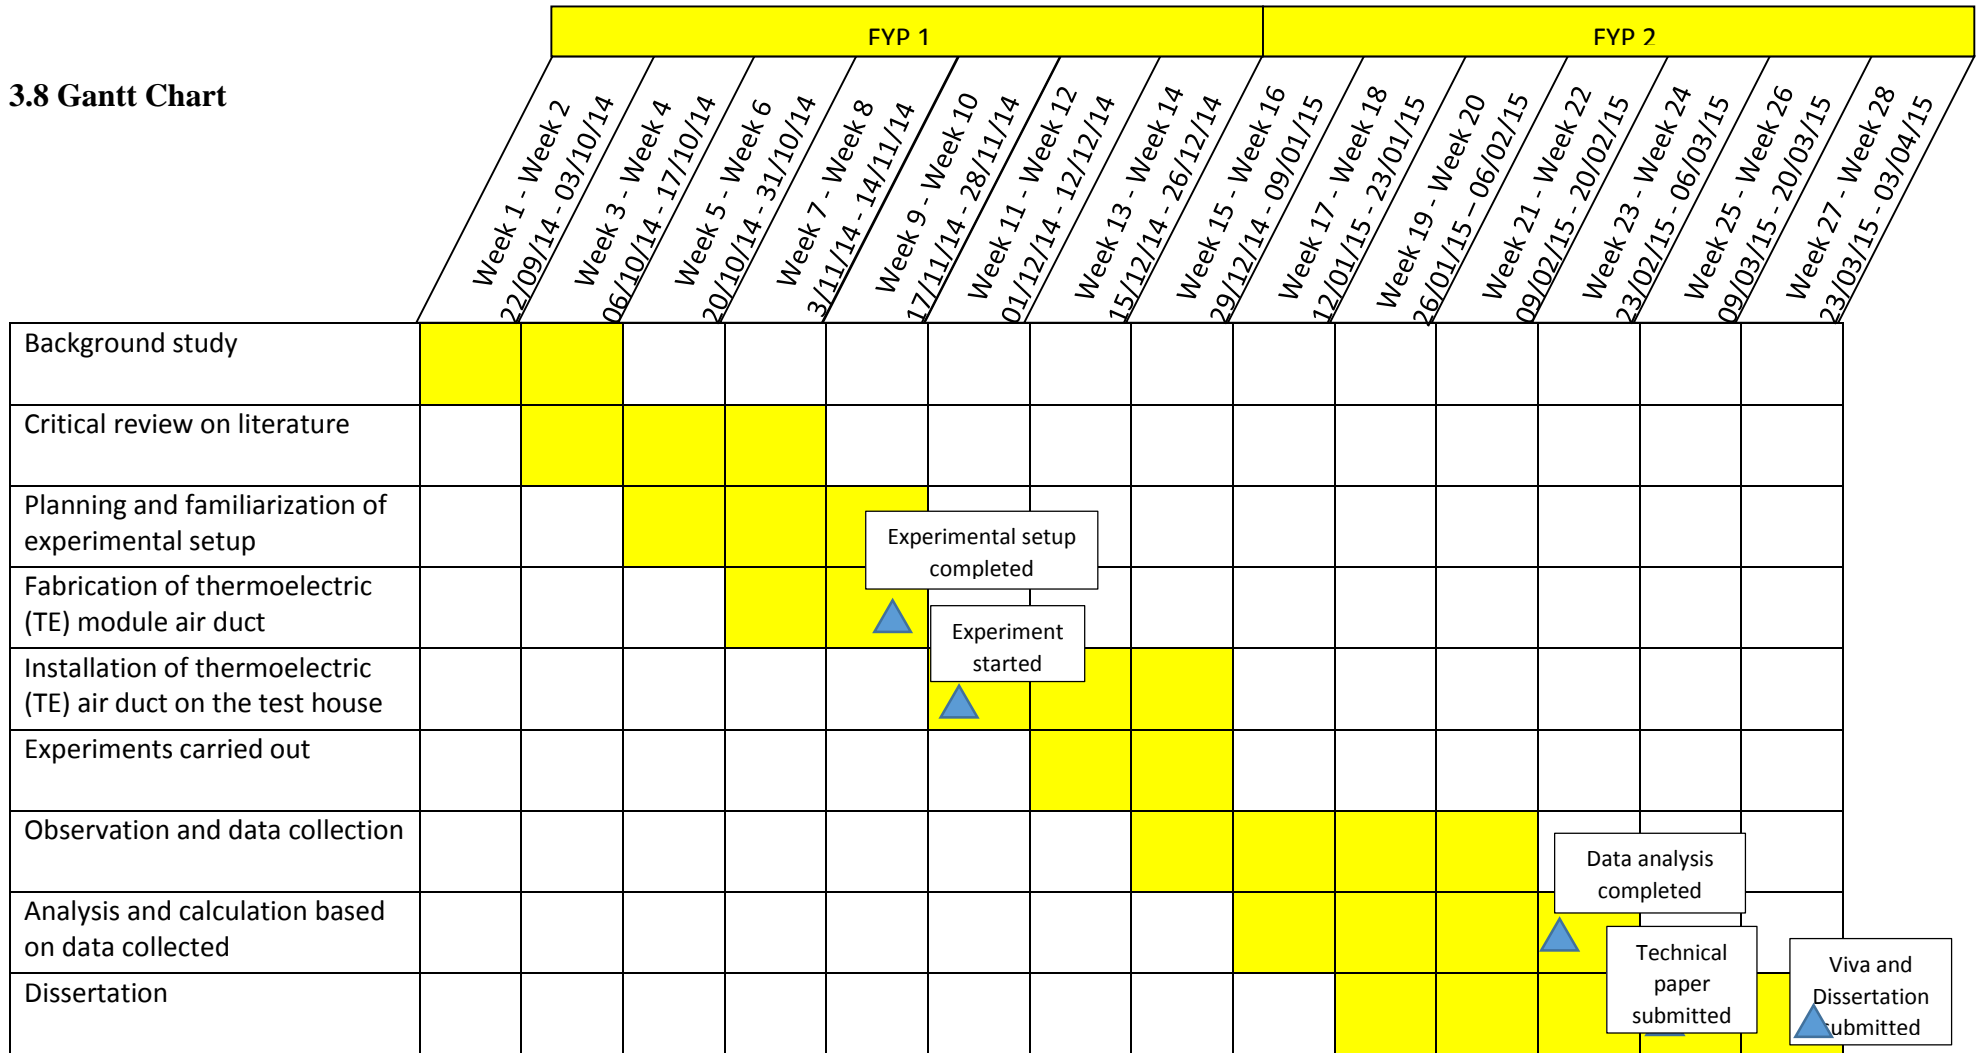 FYP 1
FYP 2
3.8 Gantt Chart
Week 1 - Week 2
22/09/14 - 03/10/14
Week 3 - Week 4
06/10/14 - 17/10/14
Week 5 - Week 6
20/10/14 - 31/10/14
Week 7 - Week 8
3/11/14 - 14/11/14
Week 9 - Week 10
17/11/14 - 28/11/14
Week 11 - Week 12
01/12/14 - 12/12/14
Week 13 - Week 14
15/12/14 - 26/12/14
Week 15 - Week 16
29/12/14 - 09/01/15
Week 17 - Week 18
12/01/15 - 23/01/15
Week 19 - Week 20
26/01/15 – 06/02/15
Week 21 - Week 22
09/02/15 - 20/02/15
Week 23 - Week 24
23/02/15 - 06/03/15
Week 25 - Week 26
09/03/15 - 20/03/15
Week 27 - Week 28
23/03/15 - 03/04/15
Background study
Critical review on literature
Planning and familiarization of
experimental setup
Experimental setup
completed
Fabrication of thermoelectric
(TE) module air duct
Experiment
started
Installation of thermoelectric
(TE) air duct on the test house
Experiments carried out
Observation and data collection
Data analysis
completed
Analysis and calculation based
on data collected
Technical
paper
submitted
Viva and
Dissertation
submitted
Dissertation